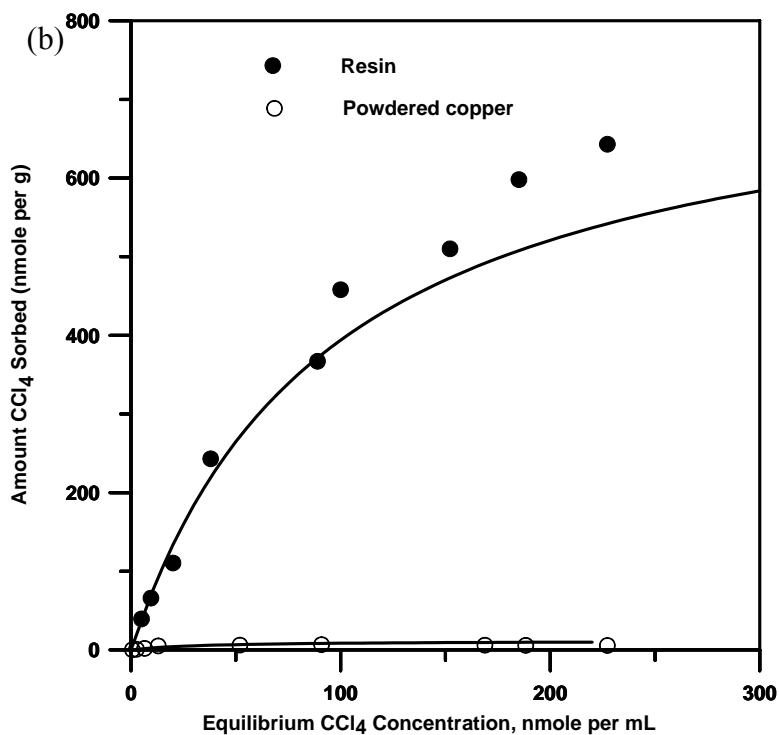 (b)
800
600
400
200
0
Resin
Powdered copper
Amount CCl4 Sorbed (nmole per g)
0
100
200
300
Equilibrium CCl4 Concentration, nmole per mL